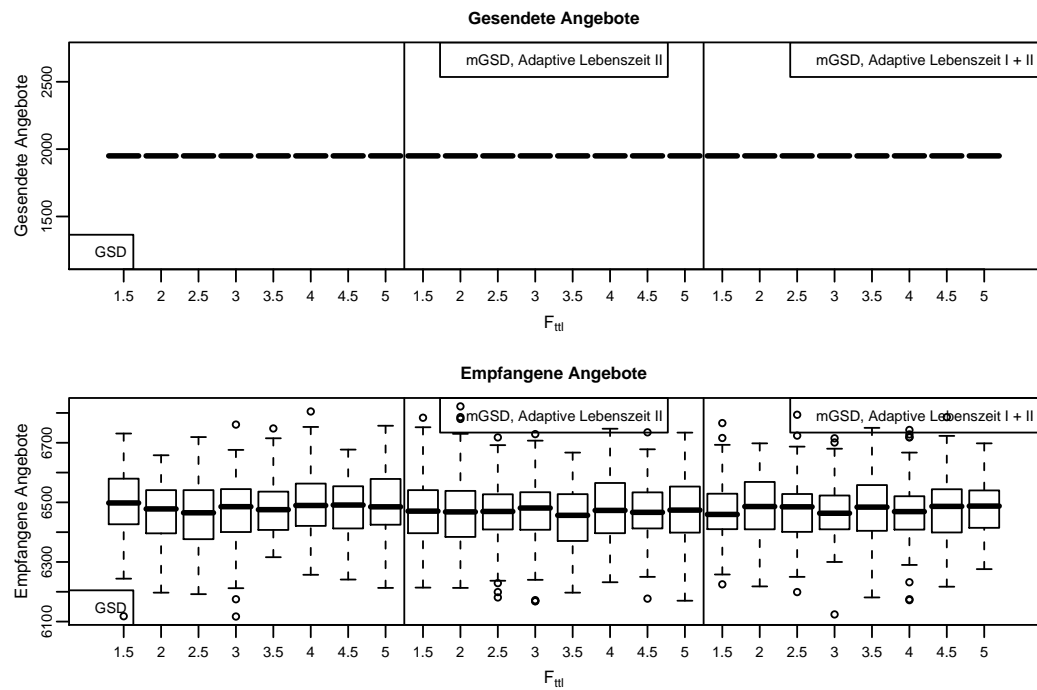 Gesendete Angebote
mGSD, Adaptive Lebenszeit II
mGSD, Adaptive Lebenszeit I + II
Gesendete Angebote
2500
2000
1500
GSD
1.5 2 2.5 3 3.5 4 4.5 5 1.5 2 2.5 3 3.5 4 4.5 5 1.5 2 2.5 3 3.5 4 4.5 5
F_ttl
Empfangene Angebote
mGSD, Adaptive Lebenszeit II
mGSD, Adaptive Lebenszeit I + II
Empfangene Angebote
6700
6500
6300
6100
GSD
1.5 2 2.5 3 3.5 4 4.5 5 1.5 2 2.5 3 3.5 4 4.5 5 1.5 2 2.5 3 3.5 4 4.5 5
F_ttl